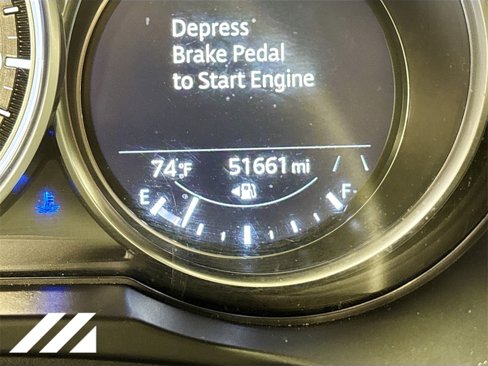 Depress
Brake Pedal
to Start Engine
74°F 51661 mi
E F